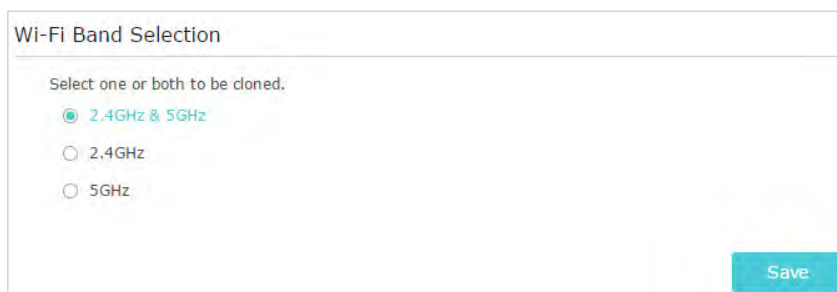 Wi-Fi Band Selection
Select one or both to be cloned.
2.4GHz & 5GHz
2.4GHz
5GHz
Save